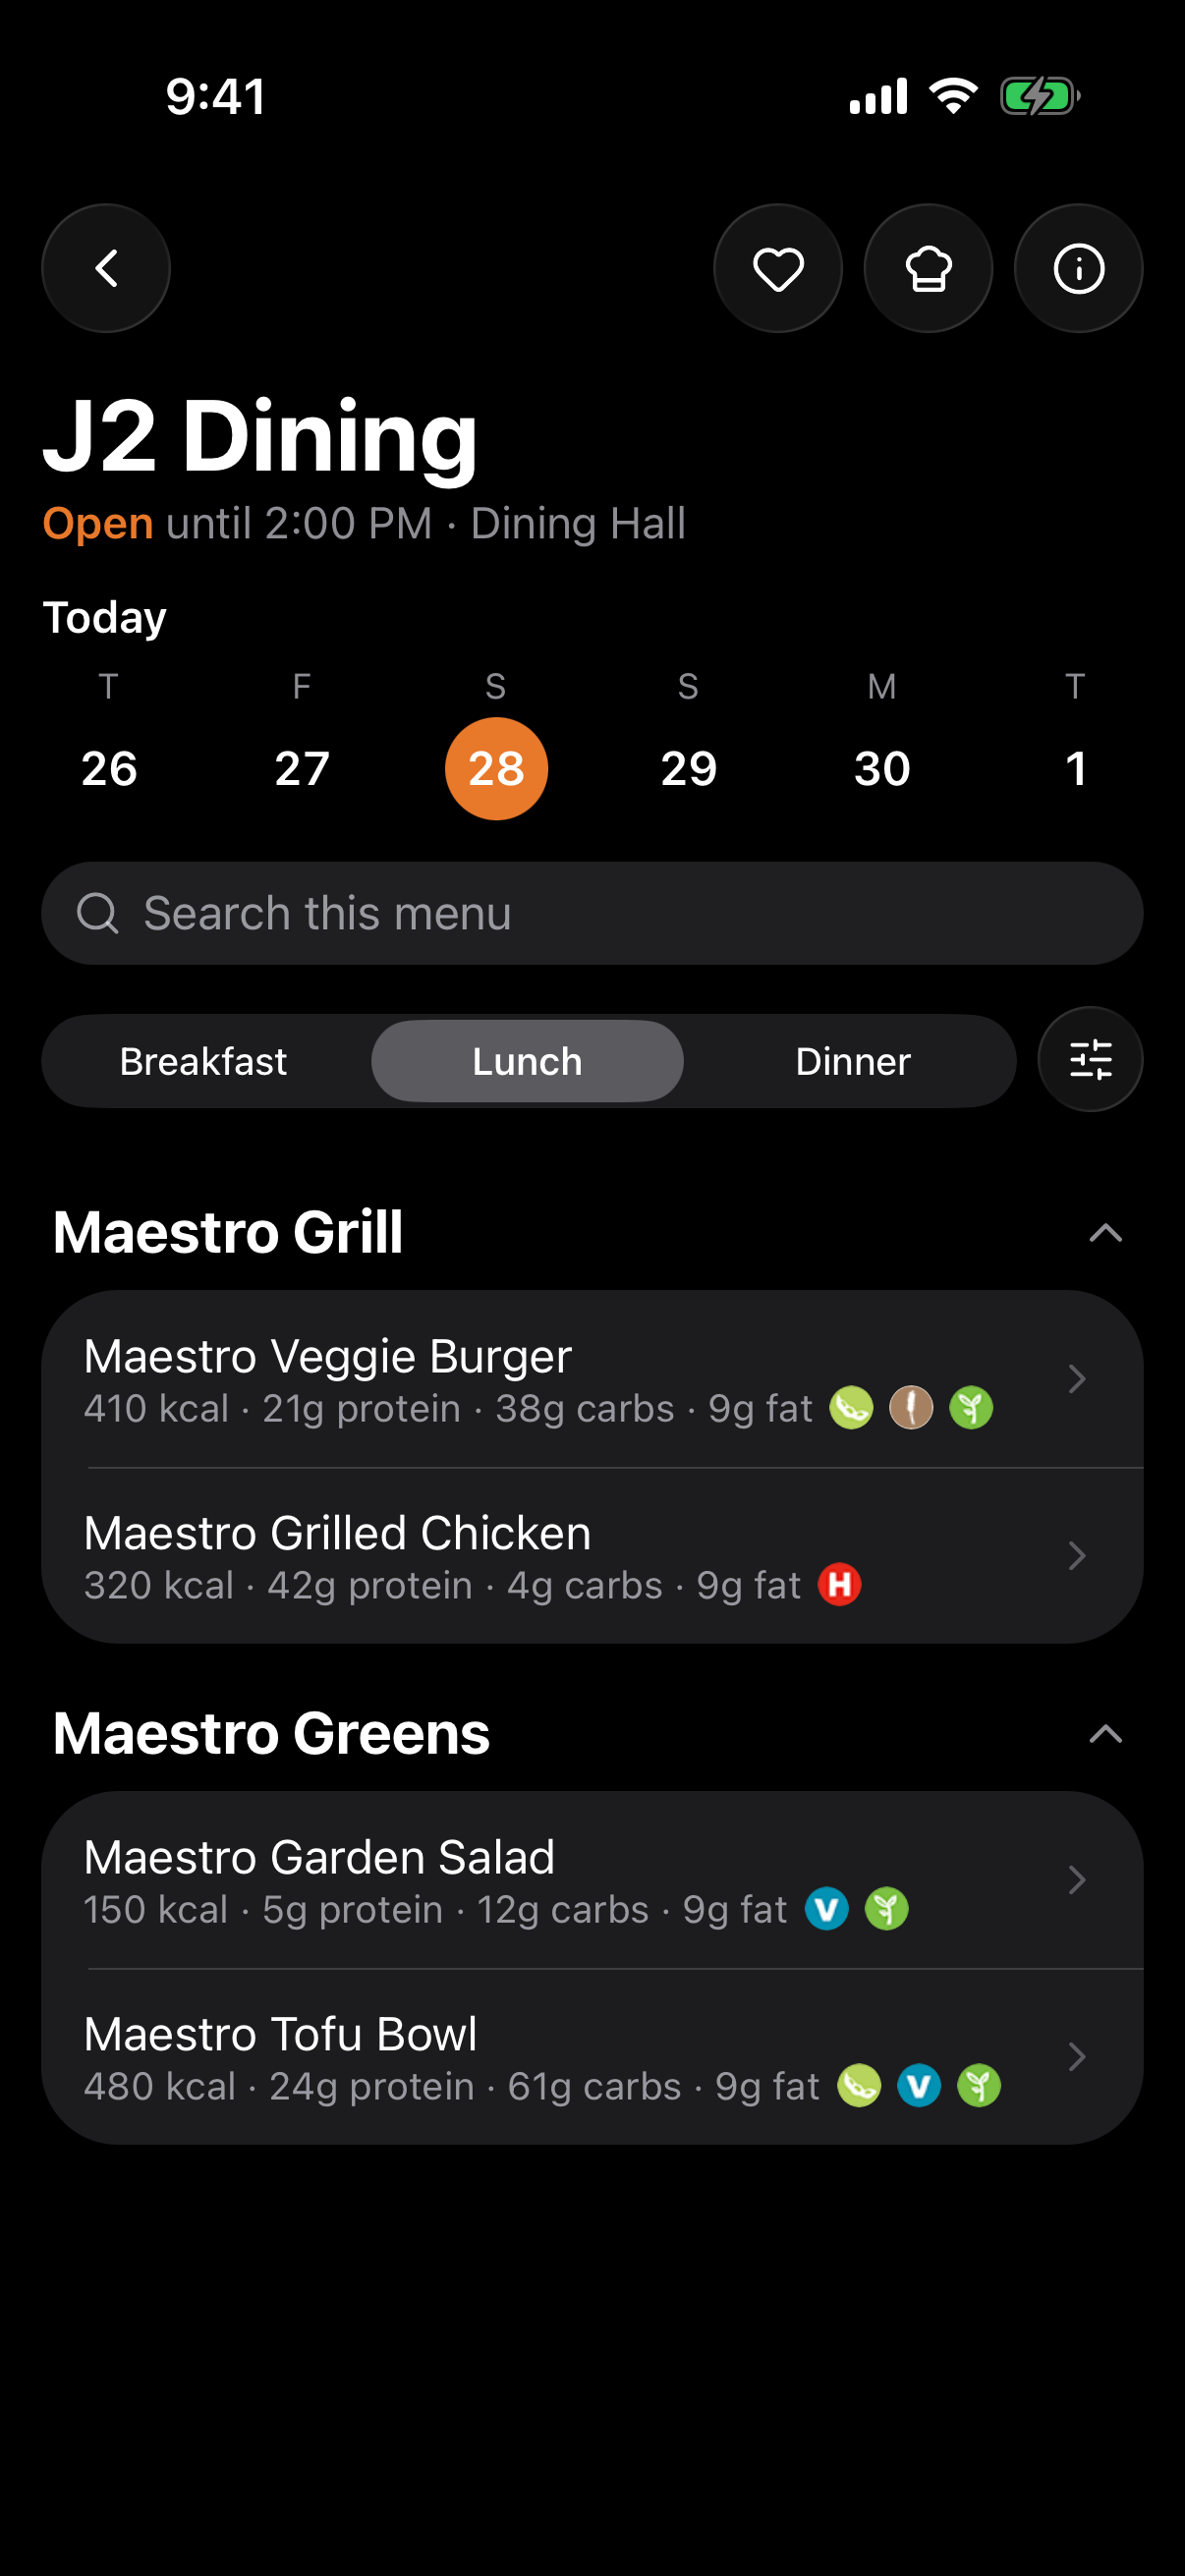 9:41
J2 Dining
Open until 2:00 PM · Dining Hall
Today
T F S S M T
26 27 28 29 30 1
Search this menu
Breakfast Lunch Dinner
Maestro Grill
Maestro Veggie Burger
410 kcal · 21g protein · 38g carbs · 9g fat
Maestro Grilled Chicken
320 kcal · 42g protein · 4g carbs · 9g fat H
Maestro Greens
Maestro Garden Salad
150 kcal · 5g protein · 12g carbs · 9g fat V
Maestro Tofu Bowl
480 kcal · 24g protein · 61g carbs · 9g fat V